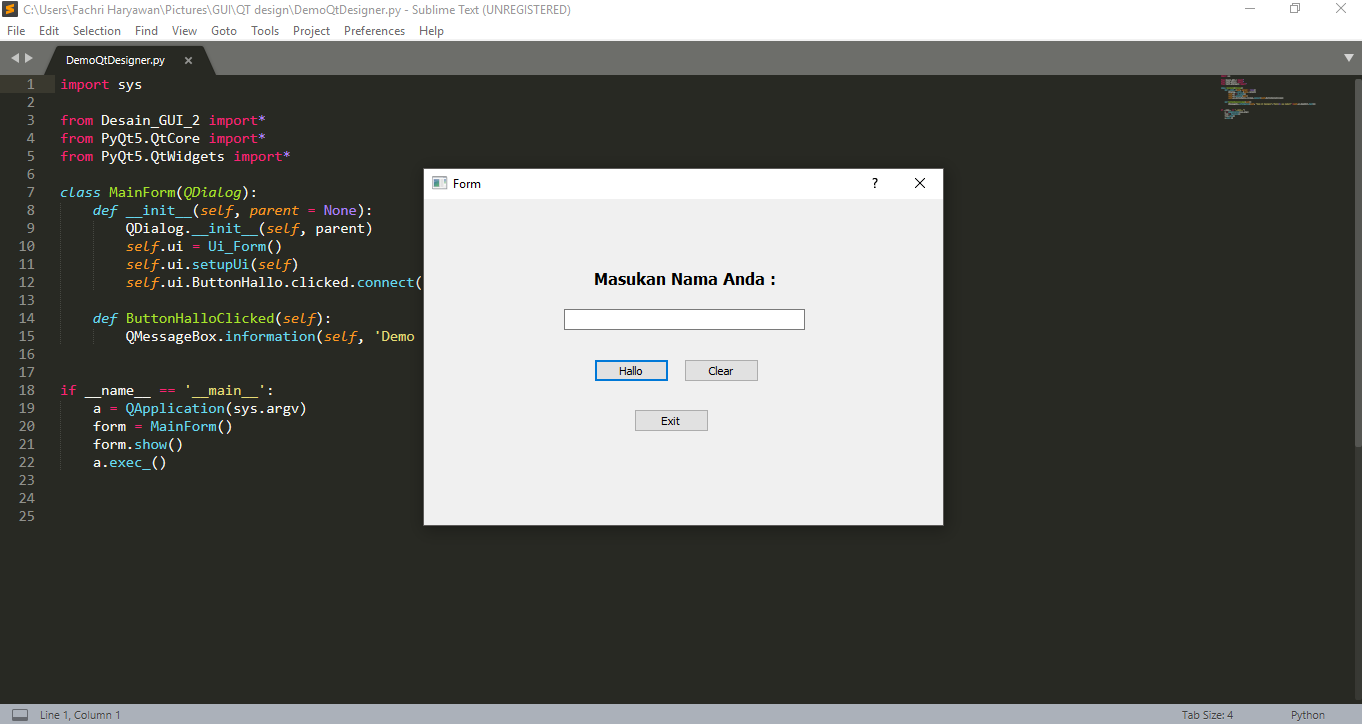 C:\Users\Fachri Haryawan\Pictures\GUI\QT design\DemoQtDesigner.py - Sublime Text (UNREGISTERED)
File Edit Selection Find View Goto Tools Project Preferences Help
DemoQtDesigner.py
1 import sys
2
3 from Desain_GUI_2 import*
4 from PyQt5.QtCore import*
5 from PyQt5.QtWidgets import*
6
7 class MainForm(QDialog):
8 def __init__(self, parent = None):
9 QDialog.__init__(self, parent)
10 self.ui = Ui_Form()
11 self.ui.setupUi(self)
12 self.ui.ButtonHallo.clicked.connect(
13
14 def ButtonHalloClicked(self):
15 QMessageBox.information(self, 'Demo
16
17
18 if __name__ == '__main__':
19 a = QApplication(sys.argv)
20 form = MainForm()
21 form.show()
22 a.exec_()
23
24
25
Form ?
Masukan Nama Anda :
Hallo Clear
Exit
Line 1, Column 1 Tab Size: 4 Python